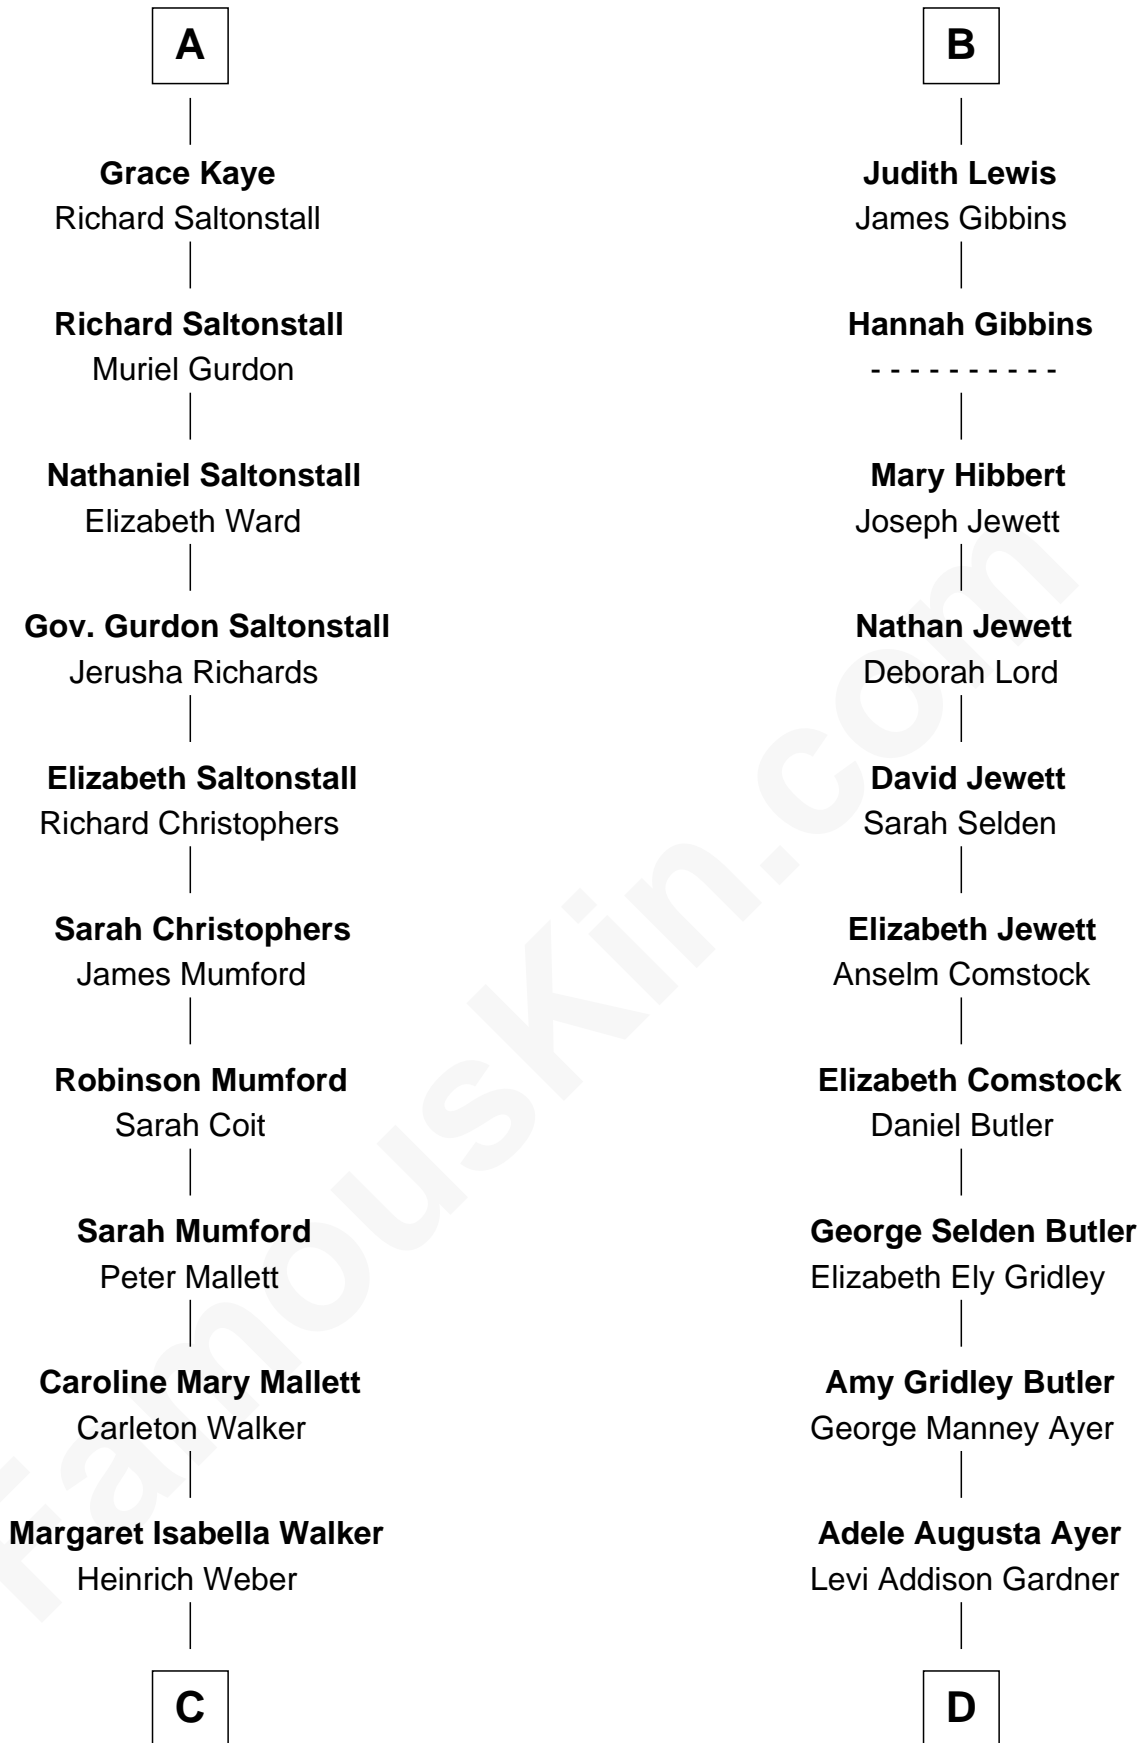 A
Grace Kaye
Richard Saltonstall
Richard Saltonstall
Muriel Gurdon
Nathaniel Saltonstall
Elizabeth Ward
Gov. Gurdon Saltonstall
Jerusha Richards
Elizabeth Saltonstall
Richard Christophers
Sarah Christophers
James Mumford
Robinson Mumford
Sarah Coit
Sarah Mumford
Peter Mallett
Caroline Mary Mallett
Carleton Walker
Margaret Isabella Walker
Heinrich Weber
C
B
Judith Lewis
James Gibbins
Hannah Gibbins
- - - - - - - - - -
Mary Hibbert
Joseph Jewett
Nathan Jewett
Deborah Lord
David Jewett
Sarah Selden
Elizabeth Jewett
Anselm Comstock
Elizabeth Comstock
Daniel Butler
George Selden Butler
Elizabeth Ely Gridley
Amy Gridley Butler
George Manney Ayer
Adele Augusta Ayer
Levi Addison Gardner
D
FamousKin.com